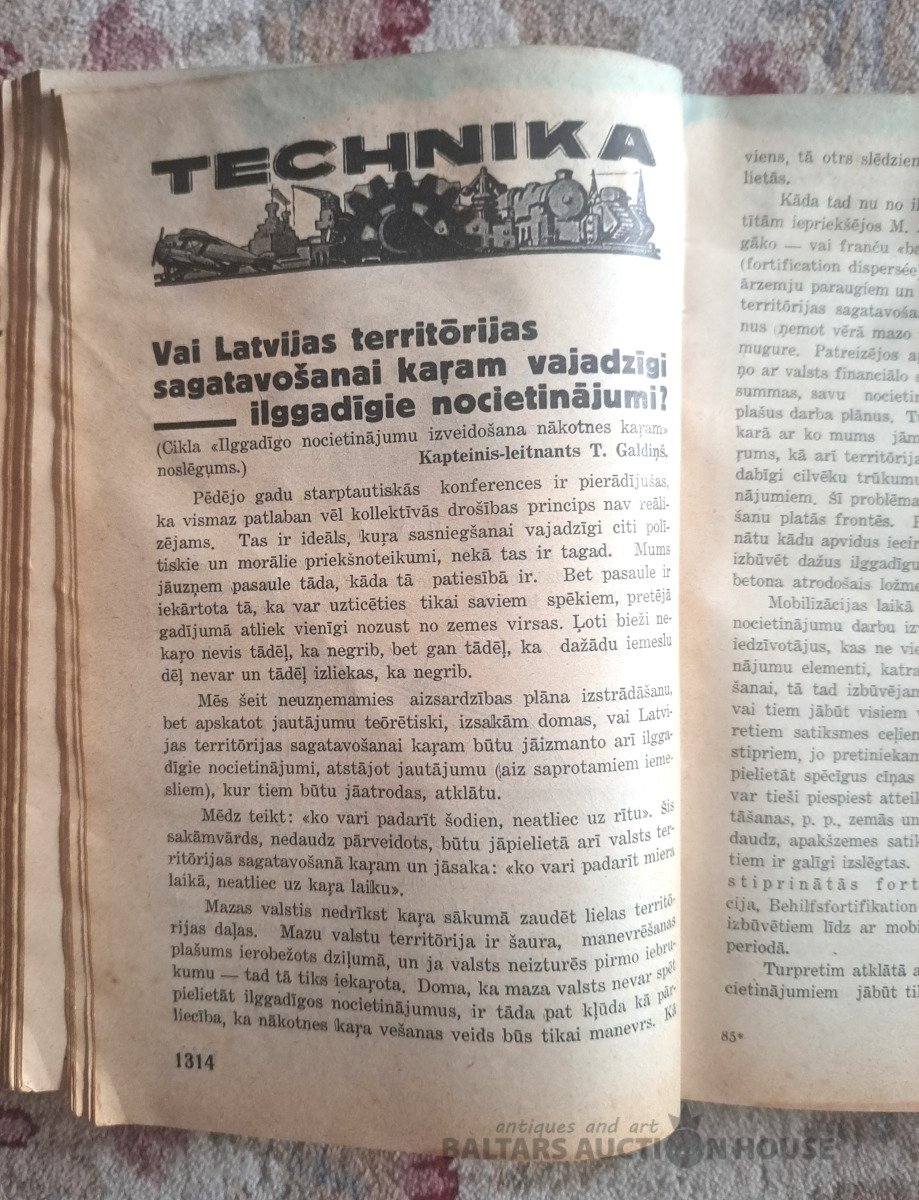 TECHNIKA
Vai Latvijas territōrijas
sagatavošanai kaŗam vajadzīgi
ilggadīgie nocietinājumi?
(Cikla «Ilggadīgo nocietinājumu izveidošana nākotnes kaŗam»
noslēgums.) Kapteinis-leitnants T. Galdiņš.
Pēdējo gadu starptautiskās konferences ir pierādījušas,
ka vismaz patlaban vēl kollektīvās drošības princips nav reāli-
zējams. Tas ir ideāls, kuŗa sasniegšanai vajadzīgi citi polī-
tiskie un morālie priekšnoteikumi, nekā tas ir tagad. Mums
jāuzņem pasaule tāda, kāda tā patiesībā ir. Bet pasaule ir
iekārtota tā, ka var uzticēties tikai saviem spēkiem, pretējā
gadījumā atliek vienīgi nozust no zemes virsas. Ļoti bieži ne-
kaŗo nevis tādēļ, ka negrib, bet gan tādēļ, ka dažādu iemeslu
dēļ nevar un tādēļ izliekas, ka negrib.
Mēs šeit neuzņemamies aizsardzības plāna izstrādāšanu,
bet apskatot jautājumu teōrētiski, izsakām domas, vai Latvi-
jas territōrijas sagatavošanai kaŗam būtu jāizmanto arī ilgga-
dīgie nocietinājumi, atstājot jautājumu (aiz saprotamiem ieme-
sliem), kur tiem būtu jāatrodas, atklātu.
Mēdz teikt: «ko vari padarīt šodien, neatliec uz rītu». Šis
sakāmvārds, nedaudz pārveidots, būtu jāpielietā arī valsts ter-
ritōrijas sagatavošanā kaŗam un jāsaka: «ko vari padarīt miera
laikā, neatliec uz kaŗa laiku».
Mazas valstis nedrīkst kaŗa sākumā zaudēt lielas territō-
rijas daļas. Mazu valstu territōrija ir šaura, manevrēšanas
plašums ierobežots dziļumā, un ja valsts neizturēs pirmo iebru-
kumu — tad tā tiks iekaŗota. Doma, ka maza valsts nevar spēt
pielietāt ilggadīgos nocietinājumus, ir tāda pat kļūda kā pār-
liecība, ka nākotnes kaŗa vešanas veids būs tikai manevrs. Kā
1314
viens, tā otrs slēdzien
lietās.
Kāda tad nu no il
tītām iepriekšējos M.
gāko — vai franču «ba
(fortification dispersée
ārzemju paraugiem un
territōrijas sagatavoša
nus ņemot vērā mazo
mugure. Patreizējos a
ņo ar valsts financiālo s
summas, savu nocietin
plašus darba plānus. T
karā ar ko mums jām
ŗums, kā arī territōrija
dabīgi cilvēku trūkumu
nājumiem. Šī problēma
šanu platās frontēs. P
nātu kādu apvidus iecir
izbūvēt dažus ilggadīgu
betona atrodošais ložme
Mobilizācijas laikā
nocietinājumu darbu iz
iedzīvotājus, kas ne vie
nājumu elementi, katra
šanai, tā tad izbūvējam
vai tiem jābūt visiem
retiem satiksmes ceļiem
stipriem, jo pretiniekam
pielietāt spēcīgus cīņas
var tieši piespiest atteik
tāšanas, p. p., zemās un
daudz, apakšzemes satik
tiem ir galīgi izslēgtas.
stiprinātās fort
cija, Behilfsfortifikation
izbūvētiem līdz ar mobi
periodā.
Turpretim atklātā a
cietinājumiem jābūt til
85*
antiques and art
BALTARS AUCTION HOUSE